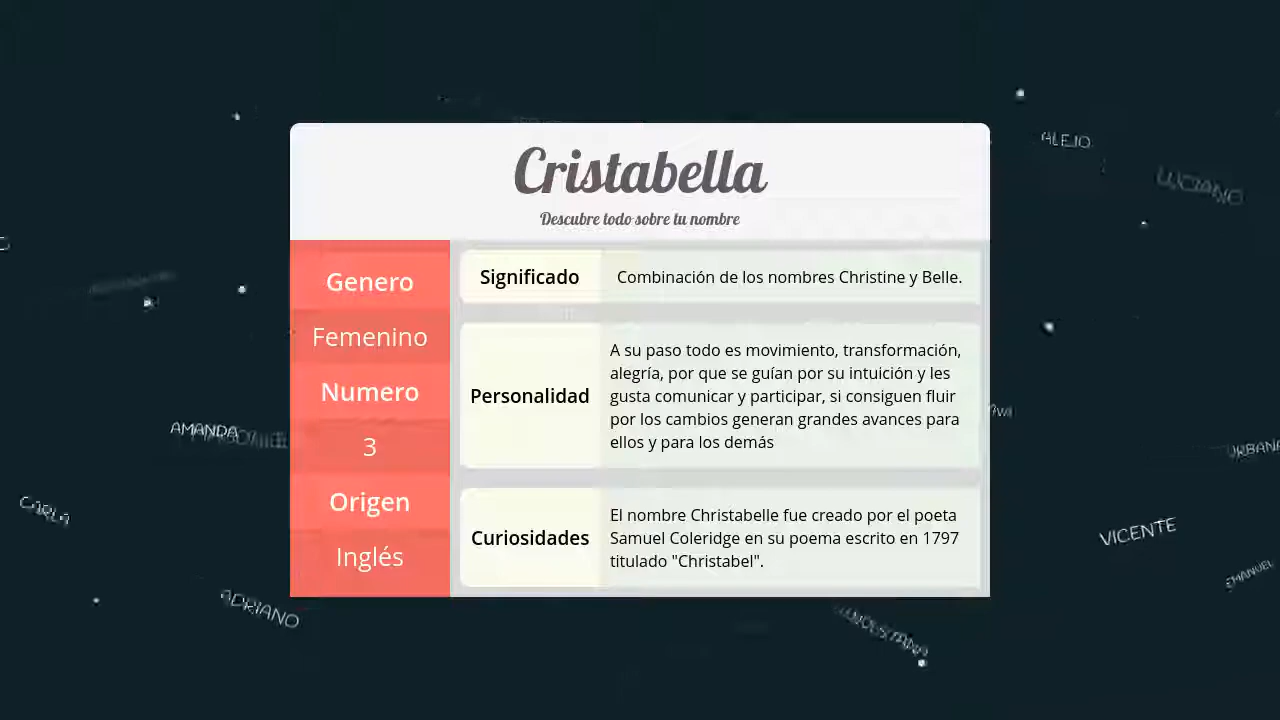 Cristabella
Descubre todo sobre tu nombre
Genero
Femenino
Numero
3
Origen
Inglés
Significado
Combinación de los nombres Christine y Belle.
Personalidad
A su paso todo es movimiento, transformación,
alegría, por que se guían por su intuición y les
gusta comunicar y participar, si consiguen fluir
por los cambios generan grandes avances para
ellos y para los demás
Curiosidades
El nombre Christabelle fue creado por el poeta
Samuel Coleridge en su poema escrito en 1797
titulado "Christabel".
ALEJO
LUCIANO
AMANDA
CARLA
ADRIANO
VICENTE
EMANUEL